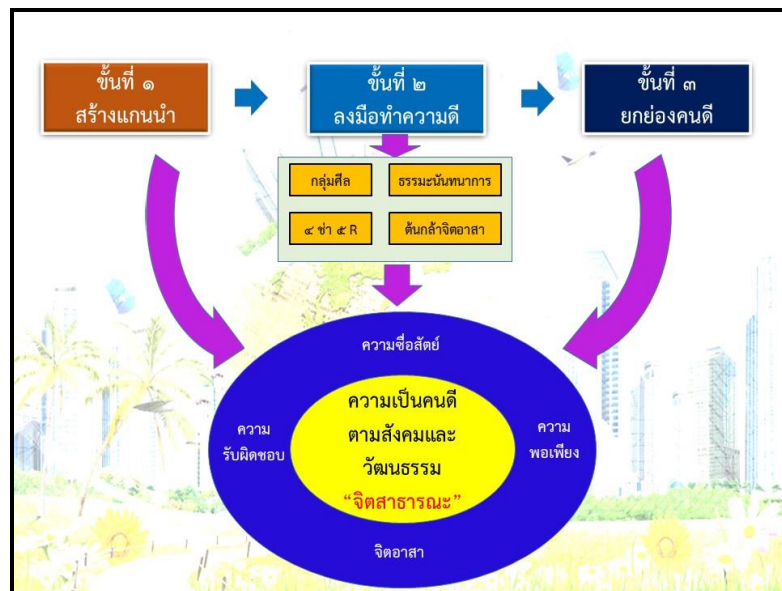 ขั้นที่ ๑
สร้างแกนนำ
ขั้นที่ ๒
ลงมือทำความดี
ขั้นที่ ๓
ยกย่องคนดี
กลุ่มศีล
ธรรมะนันทนาการ
๔ ช่า ๕ R
ต้นกล้าจิตอาสา
ความซื่อสัตย์
ความ
รับผิดชอบ
ความเป็นคนดี
ตามสังคมและ
วัฒนธรรม
“จิตสาธารณะ”
ความ
พอเพียง
จิตอาสา